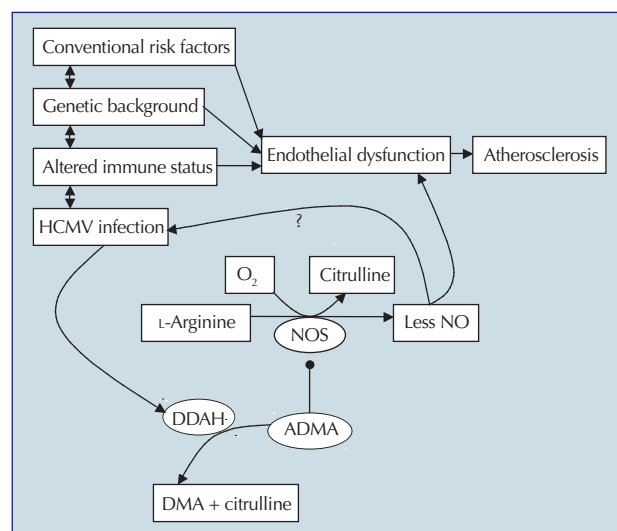 Conventional risk factors
Genetic background
Altered immune status
Endothelial dysfunction
Atherosclerosis
HCMV infection
?
O₂
Citrulline
L-Arginine
NOS
Less NO
DDAH
ADMA
DMA + citrulline